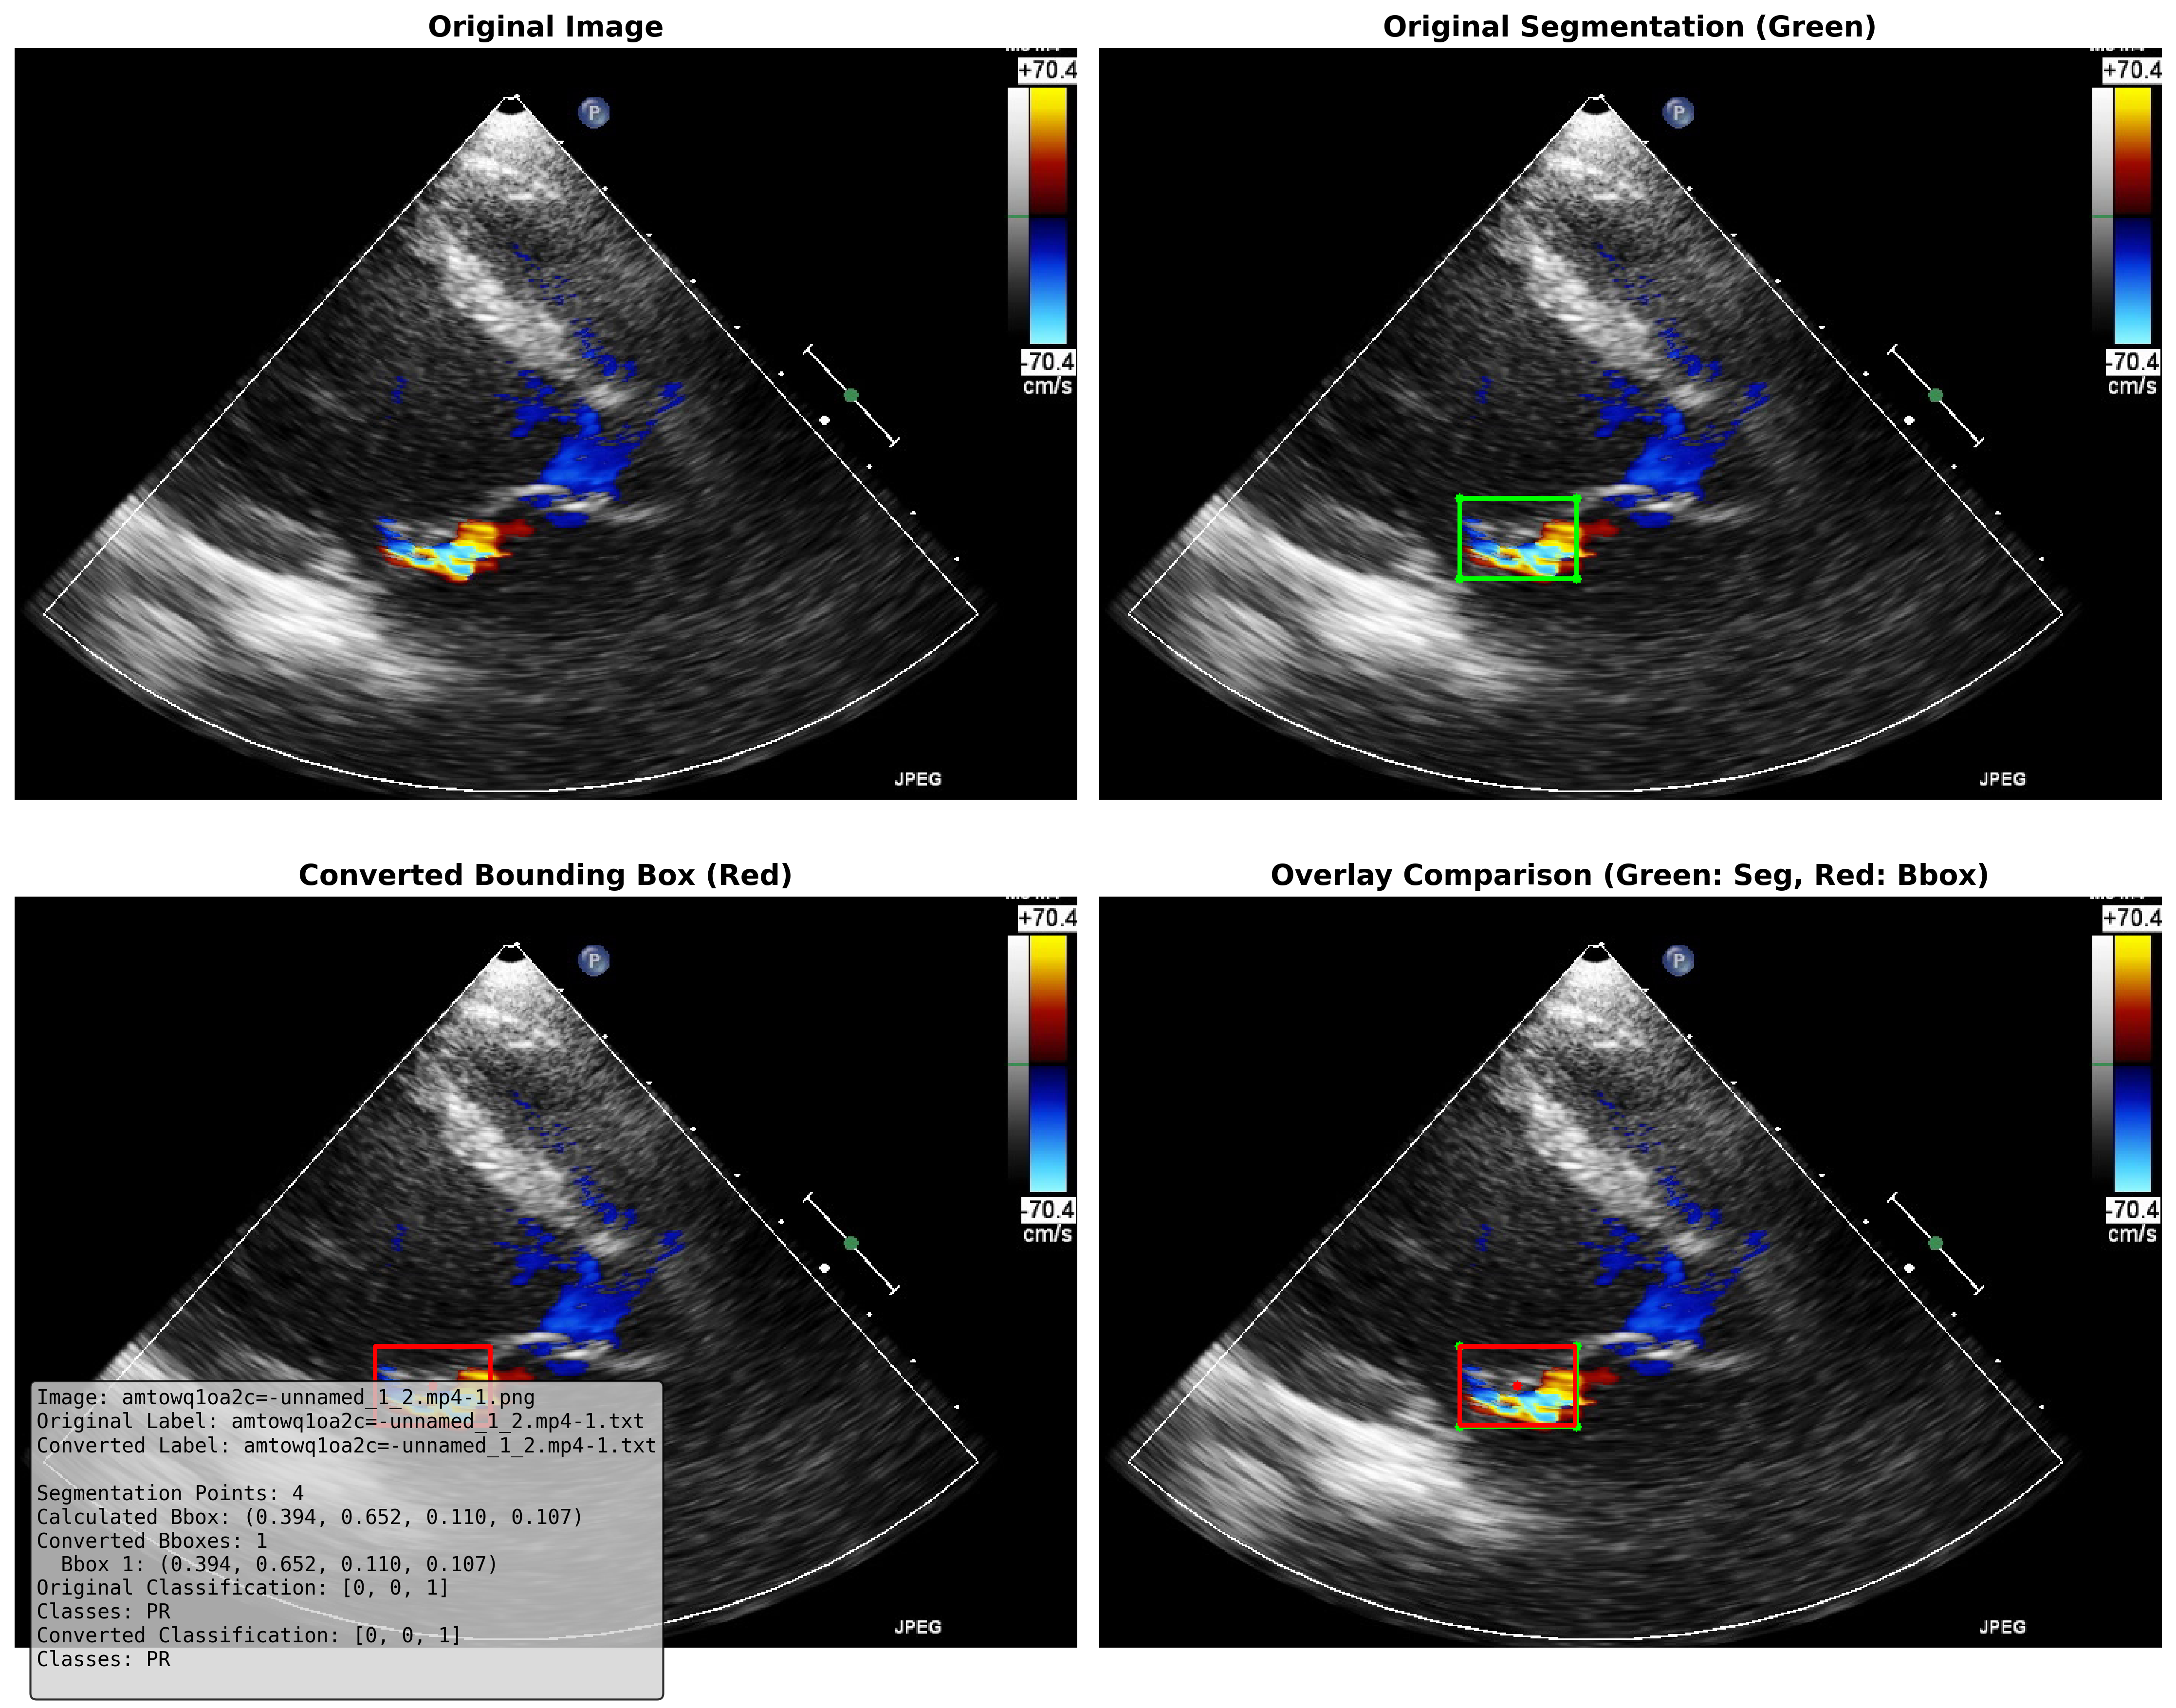 Original Image
Original Segmentation (Green)
+70.4
P
-70.4
cm/s
JPEG
+70.4
P
-70.4
cm/s
JPEG
Converted Bounding Box (Red)
Overlay Comparison (Green: Seg, Red: Bbox)
+70.4
P
-70.4
cm/s
JPEG
+70.4
P
-70.4
cm/s
JPEG
Image: amtowq1oa2c=-unnamed_1_2.mp4-1.png
Original Label: amtowq1oa2c=-unnamed_1_2.mp4-1.txt
Converted Label: amtowq1oa2c=-unnamed_1_2.mp4-1.txt
Segmentation Points: 4
Calculated Bbox: (0.394, 0.652, 0.110, 0.107)
Converted Bboxes: 1
Bbox 1: (0.394, 0.652, 0.110, 0.107)
Original Classification: [0, 0, 1]
Classes: PR
Converted Classification: [0, 0, 1]
Classes: PR